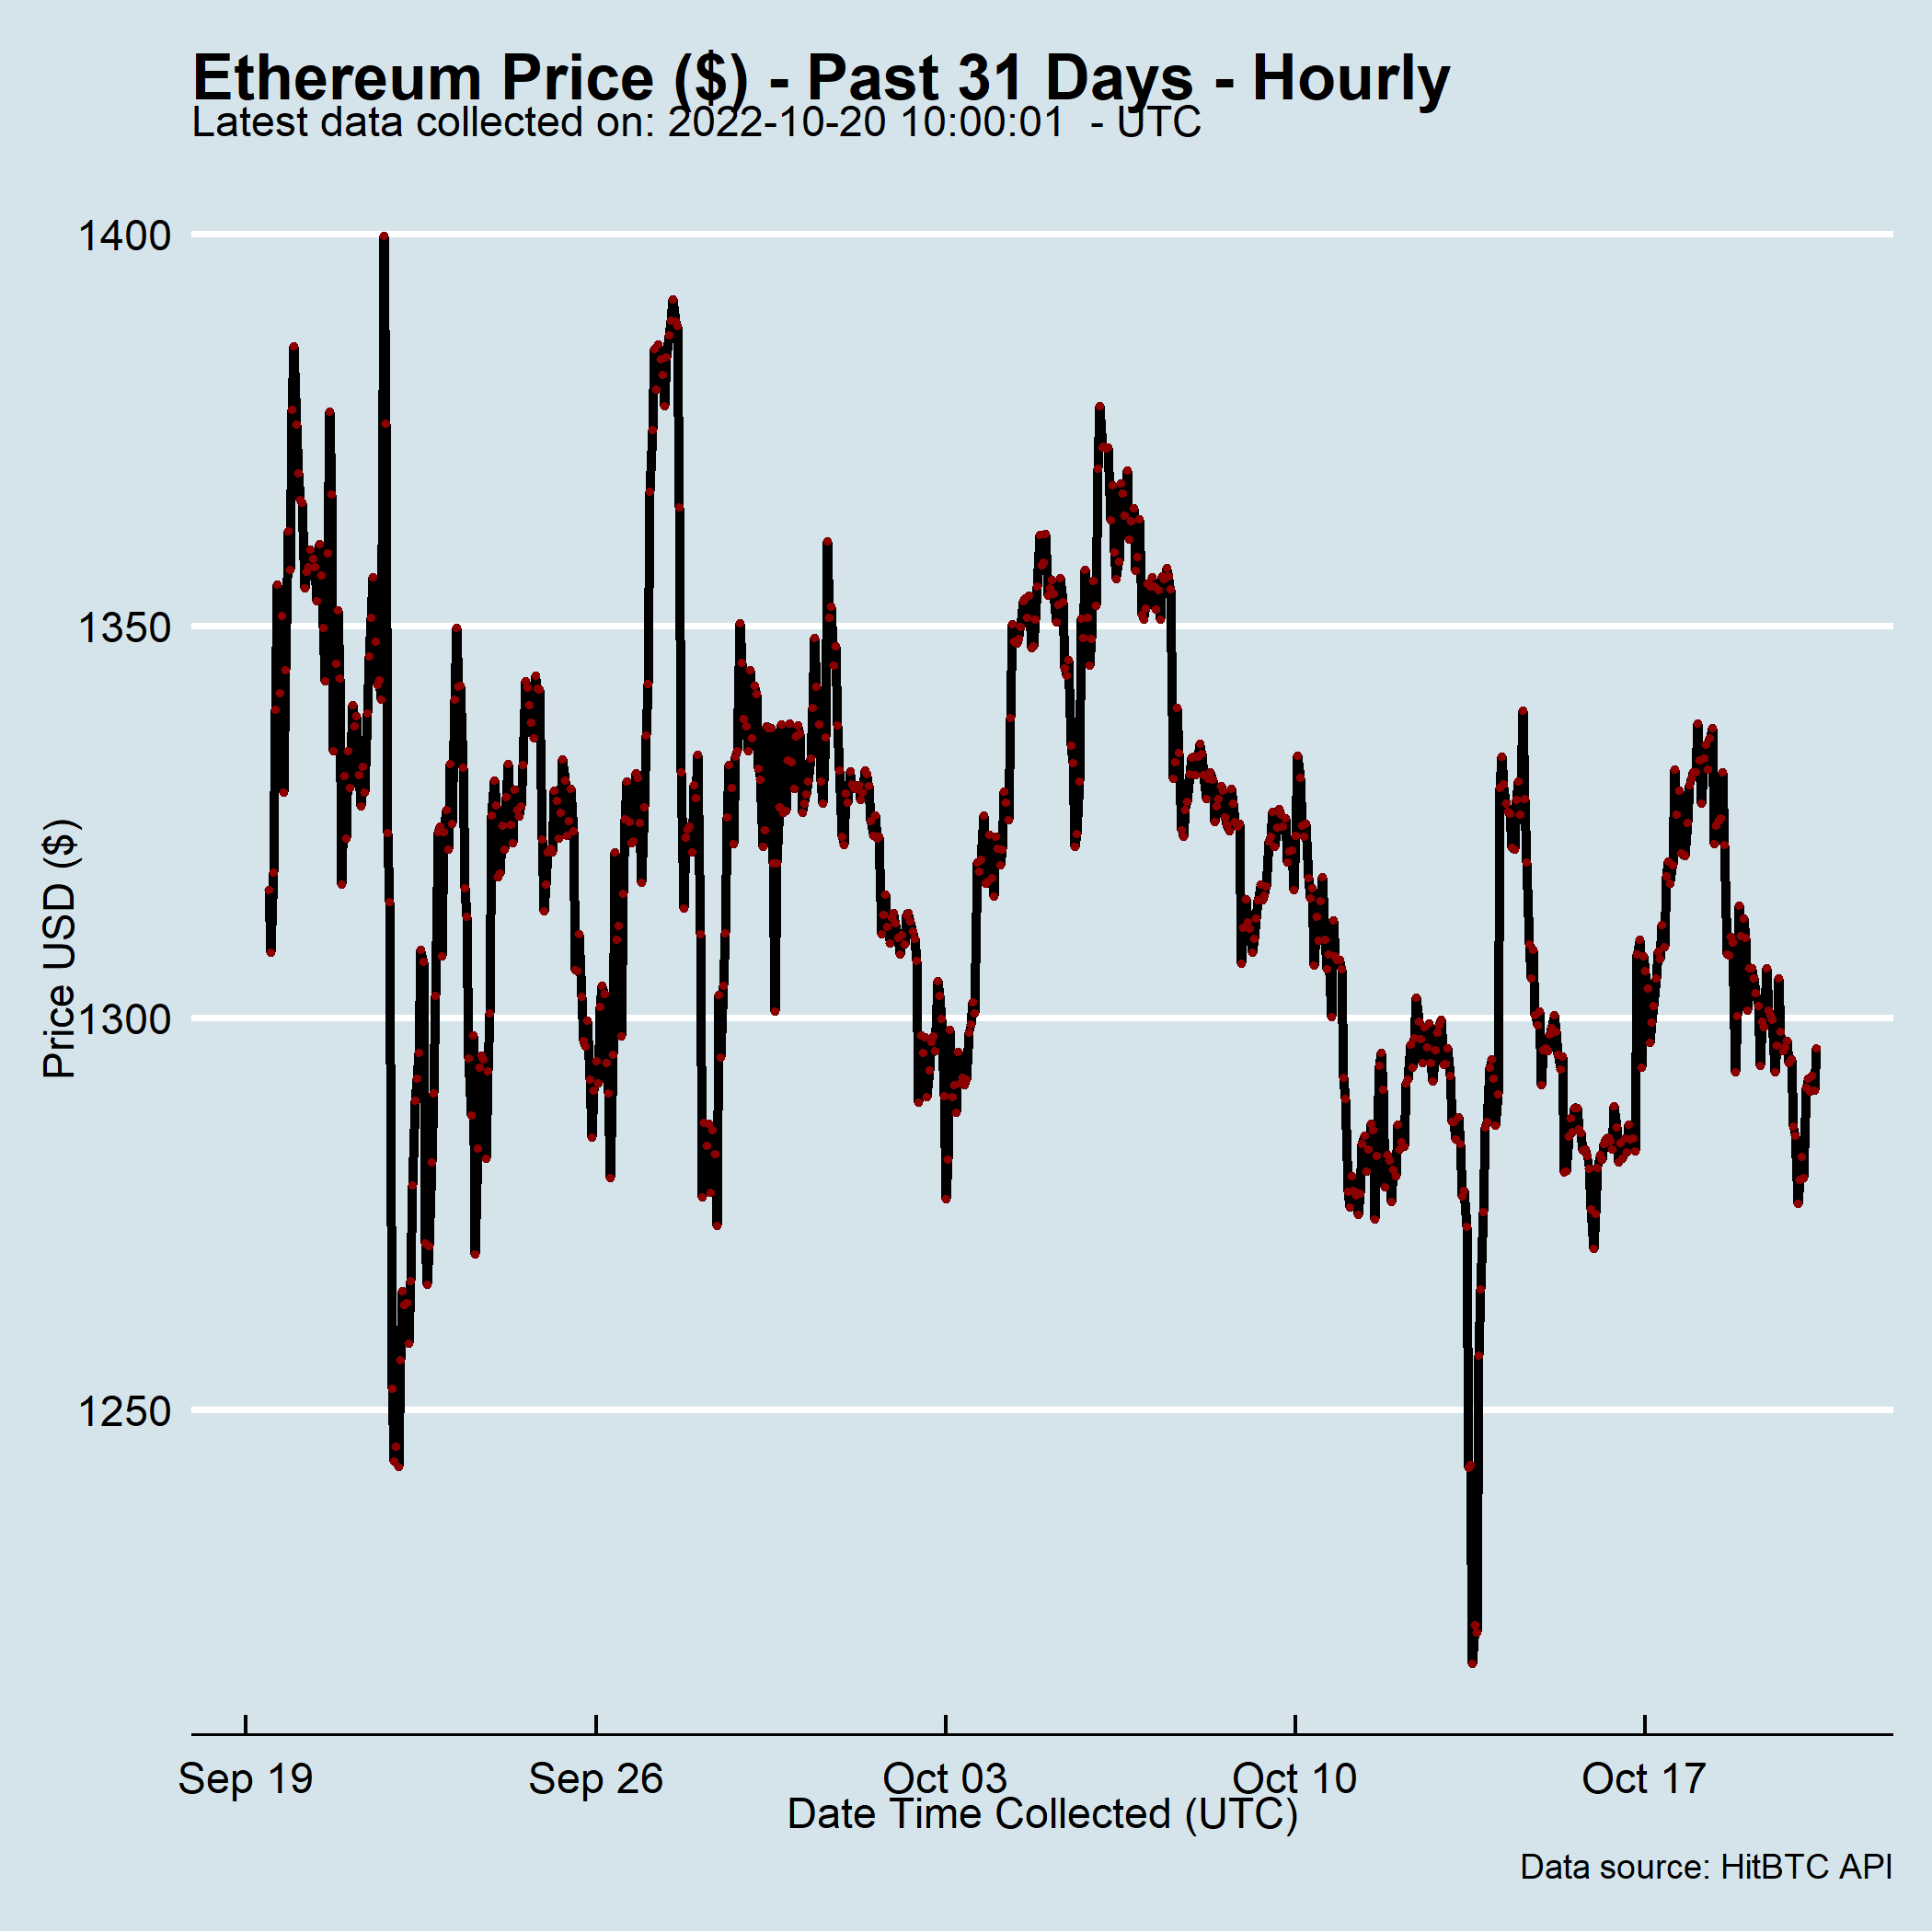 Ethereum Price ($) - Past 31 Days - Hourly
Latest data collected on: 2022-10-20 10:00:01  - UTC
1400
1350
1300
1250
Price USD ($)
Sep 19
Sep 26
Oct 03
Oct 10
Oct 17
Date Time Collected (UTC)
Data source: HitBTC API